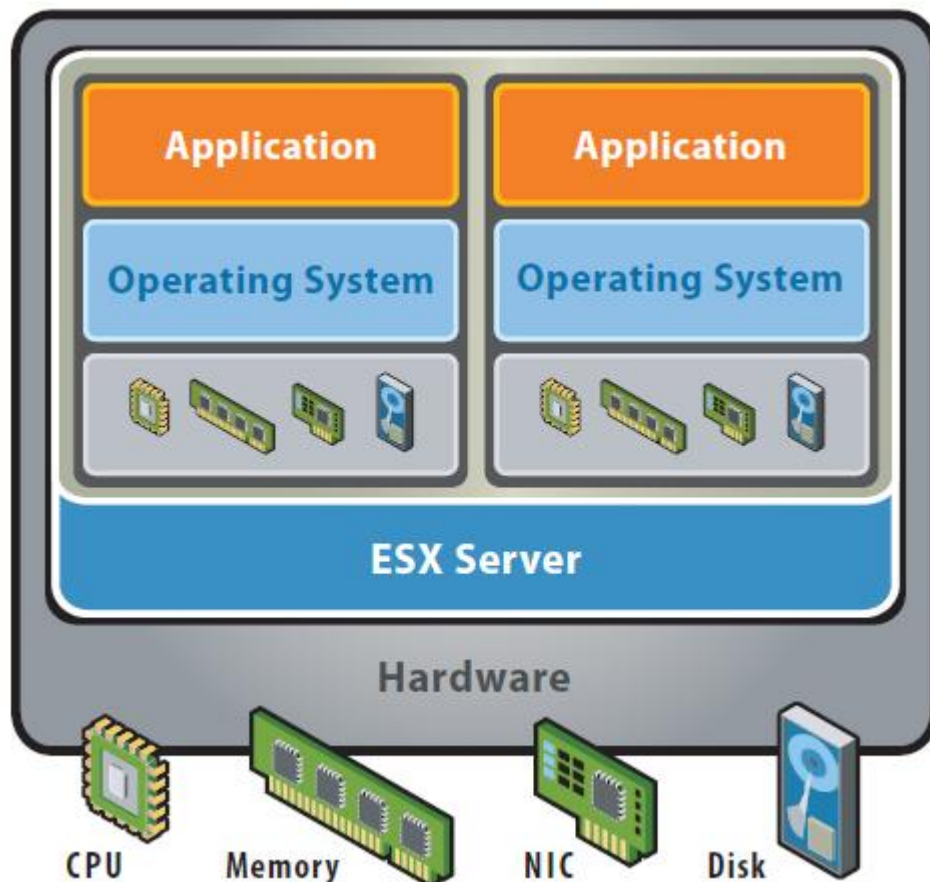 Application Application
Operating System Operating System
ESX Server
Hardware
CPU Memory NIC Disk